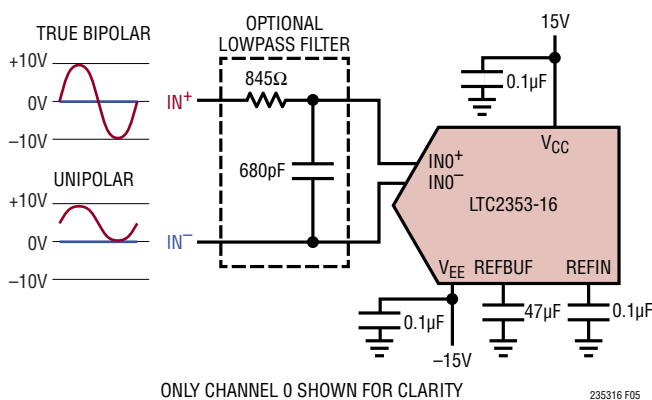 TRUE BIPOLAR
+10V
0V
–10V
UNIPOLAR
+10V
0V
–10V
IN+
IN–
OPTIONAL
LOWPASS FILTER
845Ω
680pF
15V
0.1µF
VCC
IN0+
IN0–
LTC2353-16
VEE REFBUF REFIN
0.1µF
47µF
0.1µF
–15V
ONLY CHANNEL 0 SHOWN FOR CLARITY
235316 F05